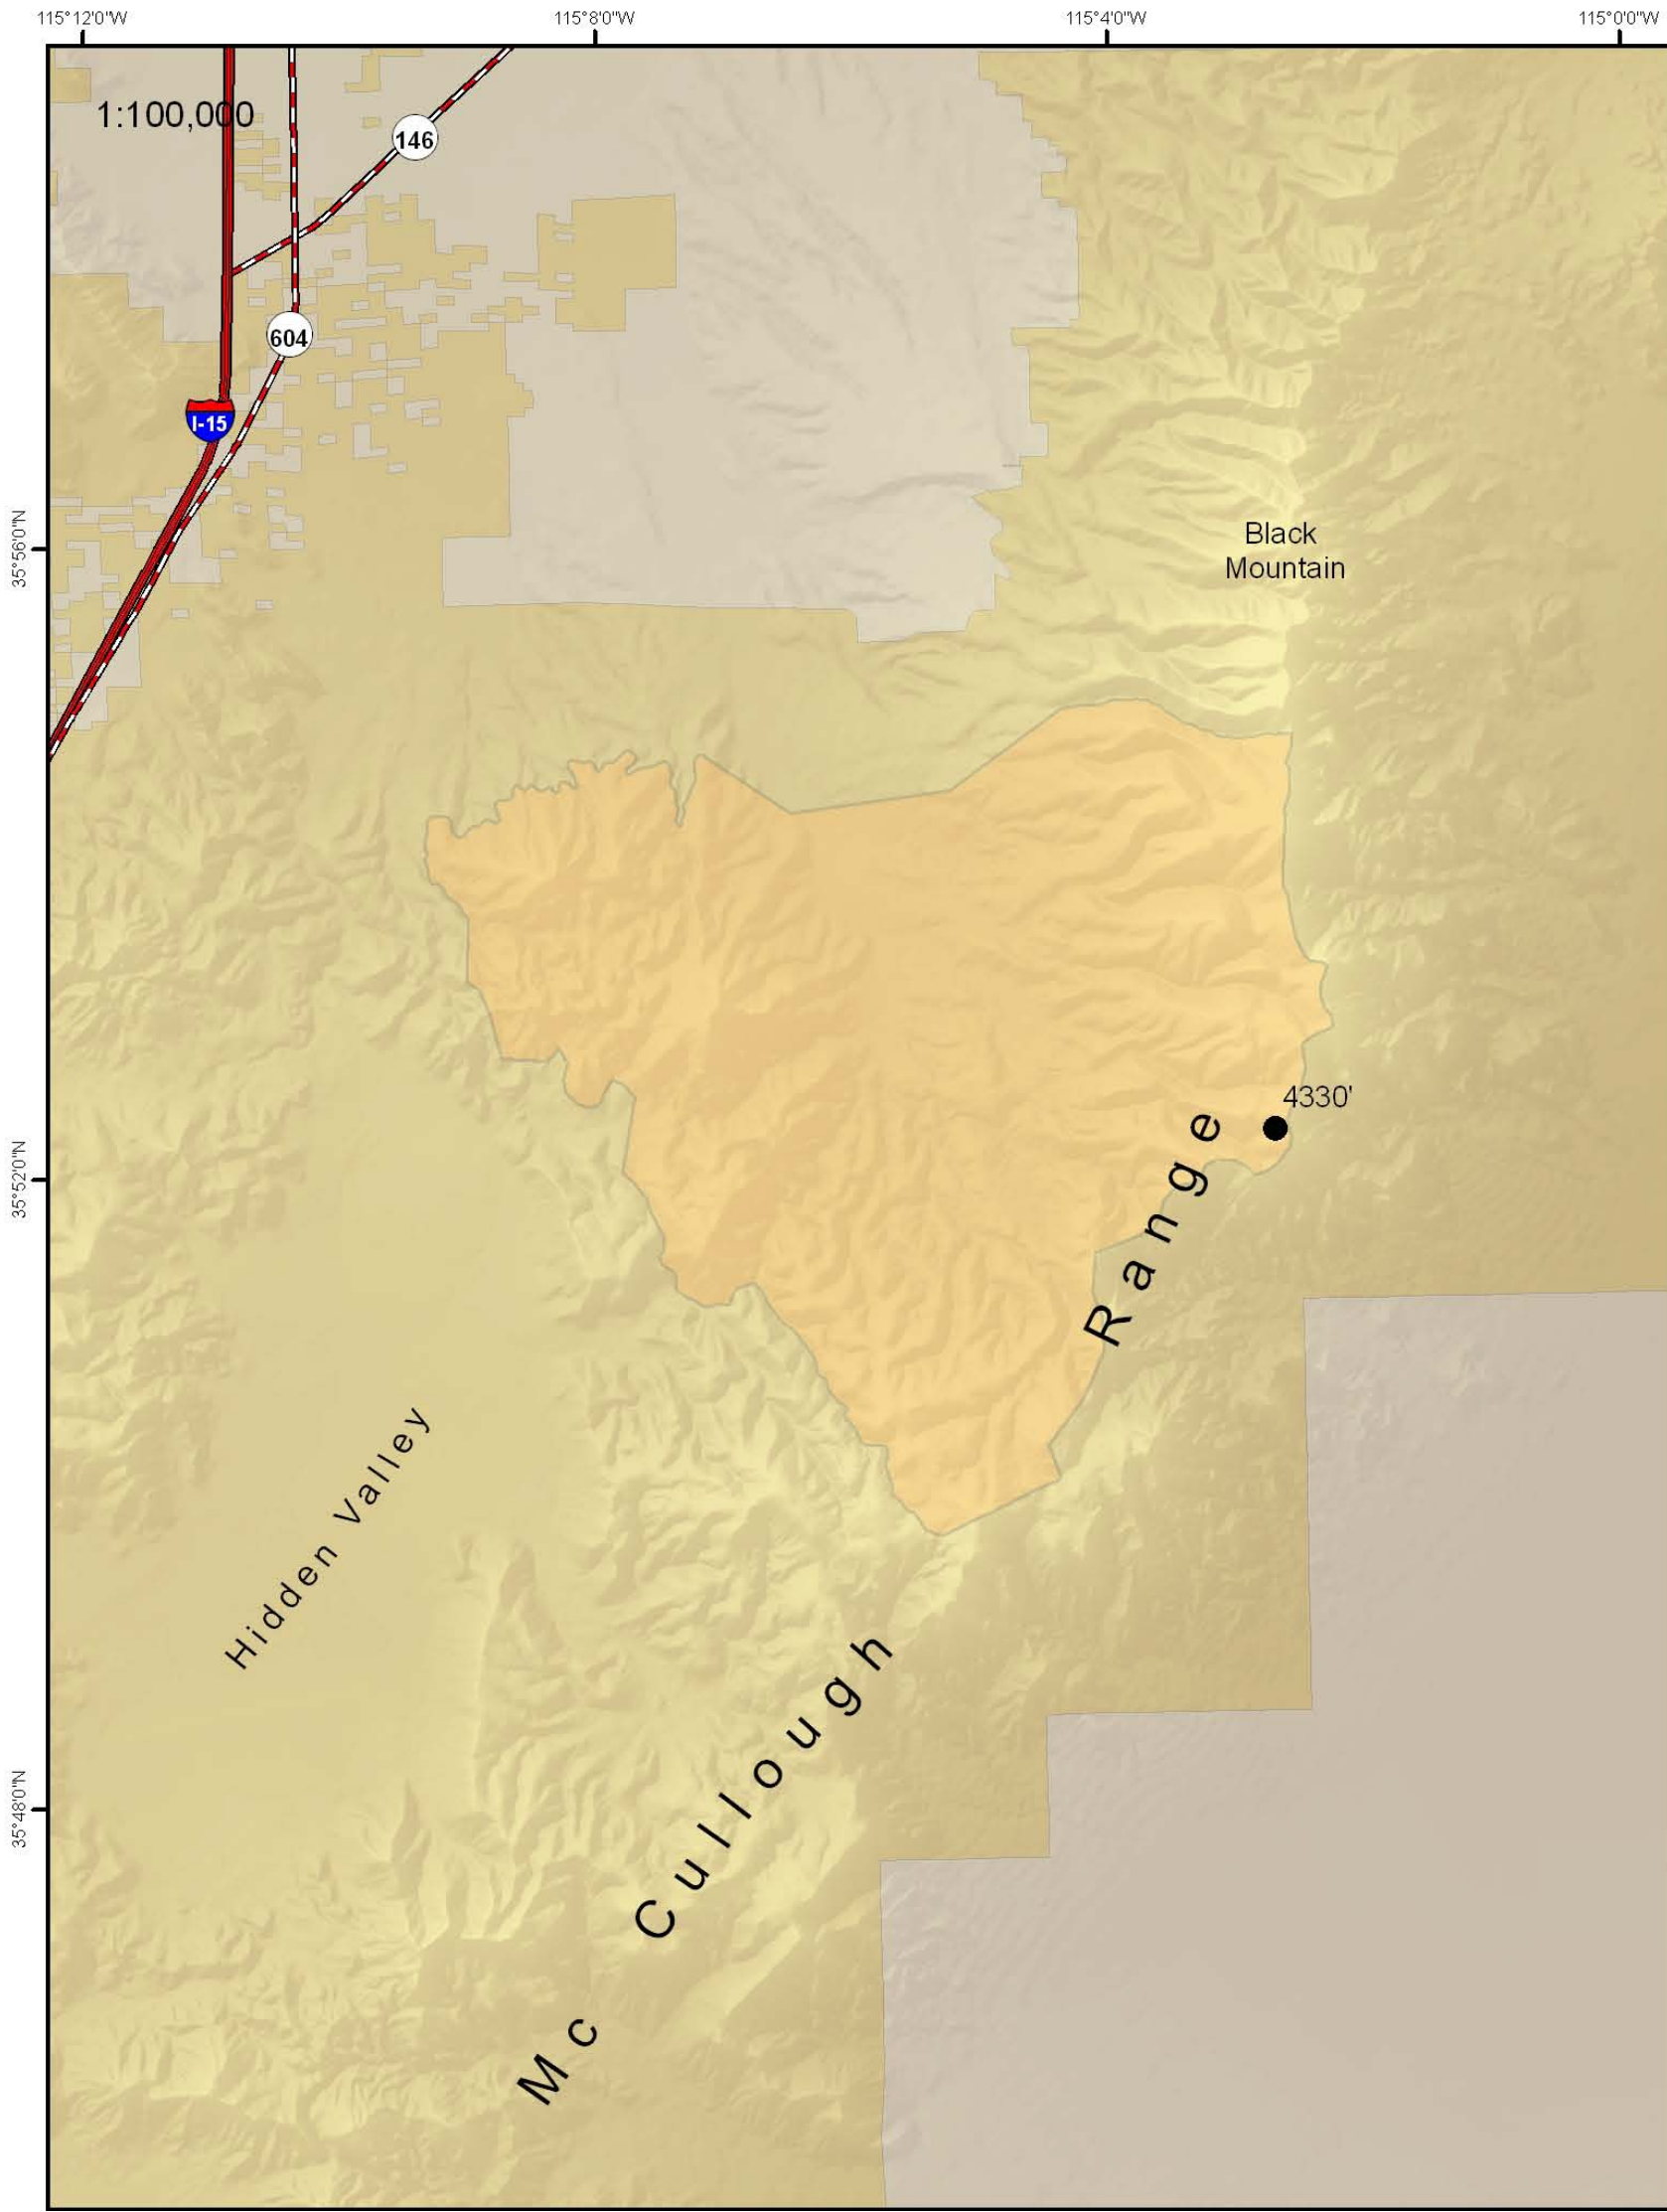 115°12'0"W
115°8'0"W
115°4'0"W
115°0'0"W
1:100,000
146
604
I-15
35°56'0"N
Black
Mountain
4330'
35°52'0"N
Range
Hidden Valley
35°48'0"N
Mc Cullough